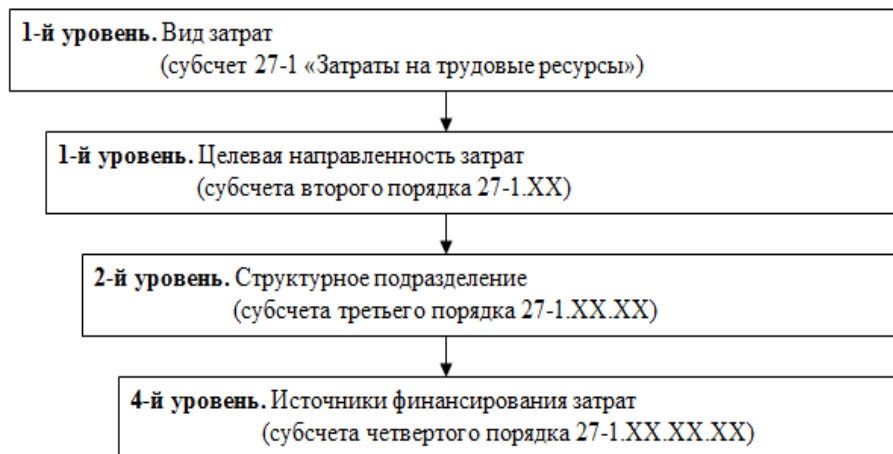 1-й уровень. Вид затрат
(субсчет 27-1 «Затраты на трудовые ресурсы»)
1-й уровень. Целевая направленность затрат
(субсчета второго порядка 27-1.XX)
2-й уровень. Структурное подразделение
(субсчета третьего порядка 27-1.XX.XX)
4-й уровень. Источники финансирования затрат
(субсчета четвертого порядка 27-1.XX.XX.XX)